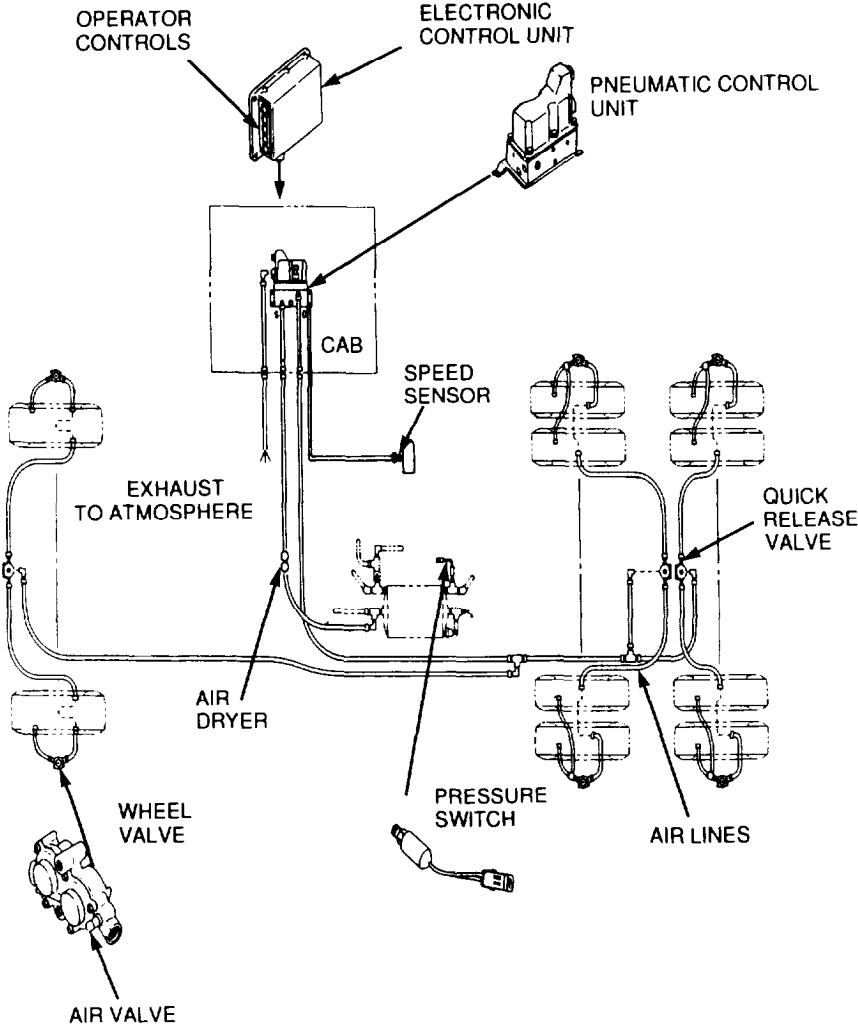 OPERATOR
CONTROLS
ELECTRONIC
CONTROL UNIT
PNEUMATIC CONTROL
UNIT
CAB
SPEED
SENSOR
EXHAUST
TO ATMOSPHERE
QUICK
RELEASE
VALVE
AIR
DRYER
WHEEL
VALVE
PRESSURE
SWITCH
AIR LINES
AIR VALVE